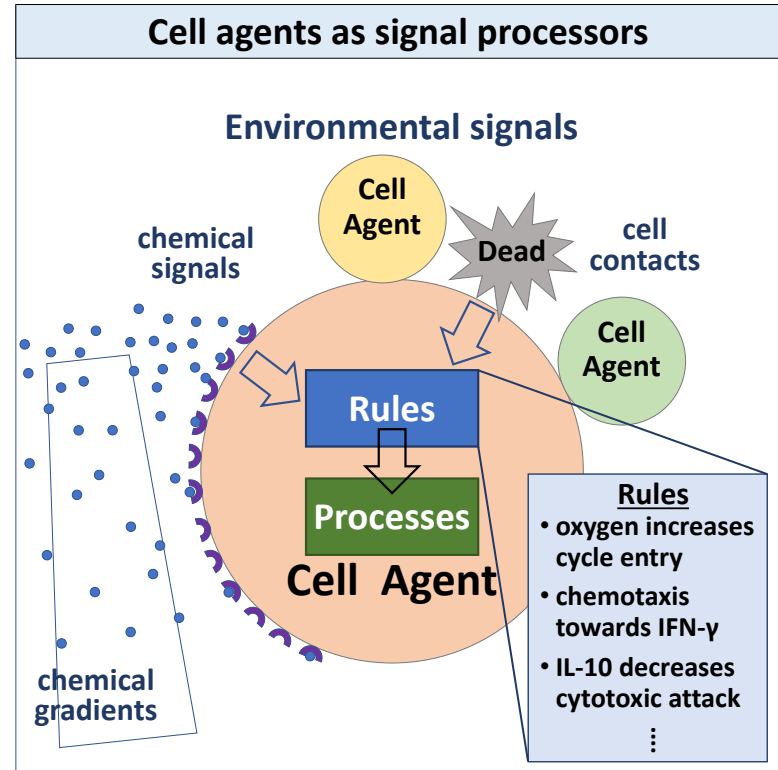 Cell agents as signal processors
Environmental signals
Cell
Agent
Dead
chemical
signals
cell
contacts
Cell
Agent
Rules
Processes
Cell Agent
chemical
gradients
Rules
• oxygen increases
cycle entry
• chemotaxis
towards IFN-γ
• IL-10 decreases
cytotoxic attack
⋮